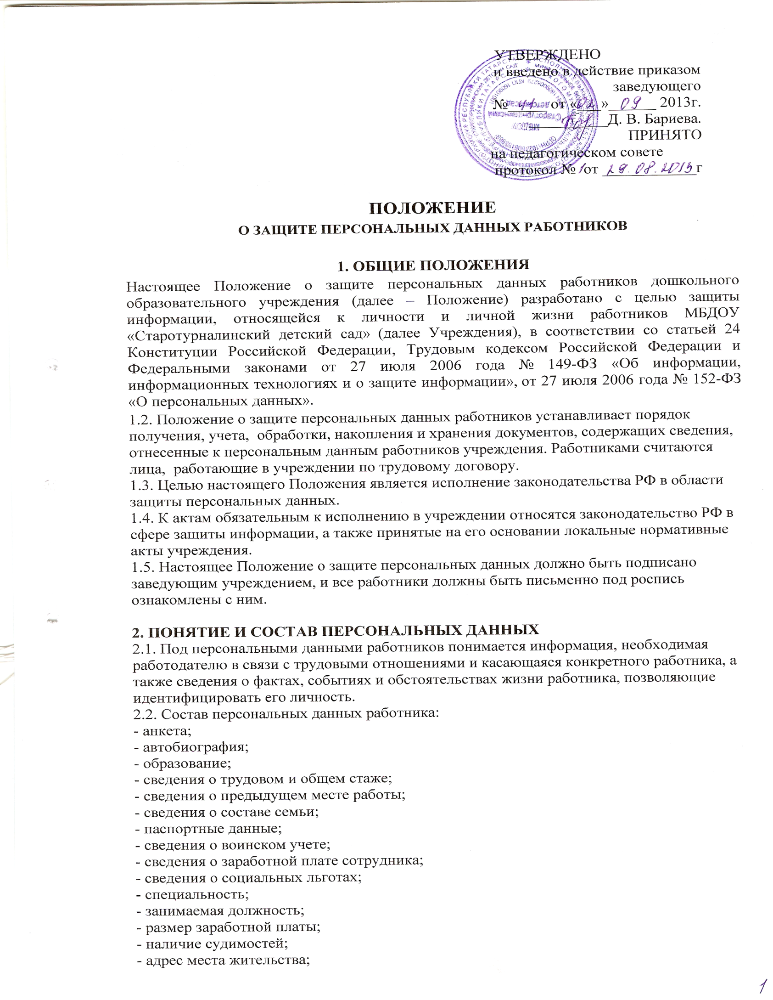 УТВЕРЖДЕНО
и введено в действие приказом
заведующего
№ 41 от «02» 09 2013г.
Д. В. Бариева.
ПРИНЯТО
на педагогическом совете
протокол № 1 от 29.08.2013 г
МБДОУ
Старотурналинский
детский сад
ПОЛОЖЕНИЕ
О ЗАЩИТЕ ПЕРСОНАЛЬНЫХ ДАННЫХ РАБОТНИКОВ
1. ОБЩИЕ ПОЛОЖЕНИЯ
Настоящее Положение о защите персональных данных работников дошкольного
образовательного учреждения (далее – Положение) разработано с целью защиты
информации, относящейся к личности и личной жизни работников МБДОУ
«Старотурналинский детский сад» (далее Учреждения), в соответствии со статьей 24
Конституции Российской Федерации, Трудовым кодексом Российской Федерации и
Федеральными законами от 27 июля 2006 года № 149-ФЗ «Об информации,
информационных технологиях и о защите информации», от 27 июля 2006 года № 152-ФЗ
«О персональных данных».
1.2. Положение о защите персональных данных работников устанавливает порядок
получения, учета, обработки, накопления и хранения документов, содержащих сведения,
отнесенные к персональным данным работников учреждения. Работниками считаются
лица, работающие в учреждении по трудовому договору.
1.3. Целью настоящего Положения является исполнение законодательства РФ в области
защиты персональных данных.
1.4. К актам обязательным к исполнению в учреждении относятся законодательство РФ в
сфере защиты информации, а также принятые на его основании локальные нормативные
акты учреждения.
1.5. Настоящее Положение о защите персональных данных должно быть подписано
заведующим учреждением, и все работники должны быть письменно под роспись
ознакомлены с ним.
2. ПОНЯТИЕ И СОСТАВ ПЕРСОНАЛЬНЫХ ДАННЫХ
2.1. Под персональными данными работников понимается информация, необходимая
работодателю в связи с трудовыми отношениями и касающаяся конкретного работника, а
также сведения о фактах, событиях и обстоятельствах жизни работника, позволяющие
идентифицировать его личность.
2.2. Состав персональных данных работника:
- анкета;
- автобиография;
- образование;
- сведения о трудовом и общем стаже;
- сведения о предыдущем месте работы;
- сведения о составе семьи;
- паспортные данные;
- сведения о воинском учете;
- сведения о заработной плате сотрудника;
- сведения о социальных льготах;
- специальность;
- занимаемая должность;
- размер заработной платы;
- наличие судимостей;
- адрес места жительства;
1